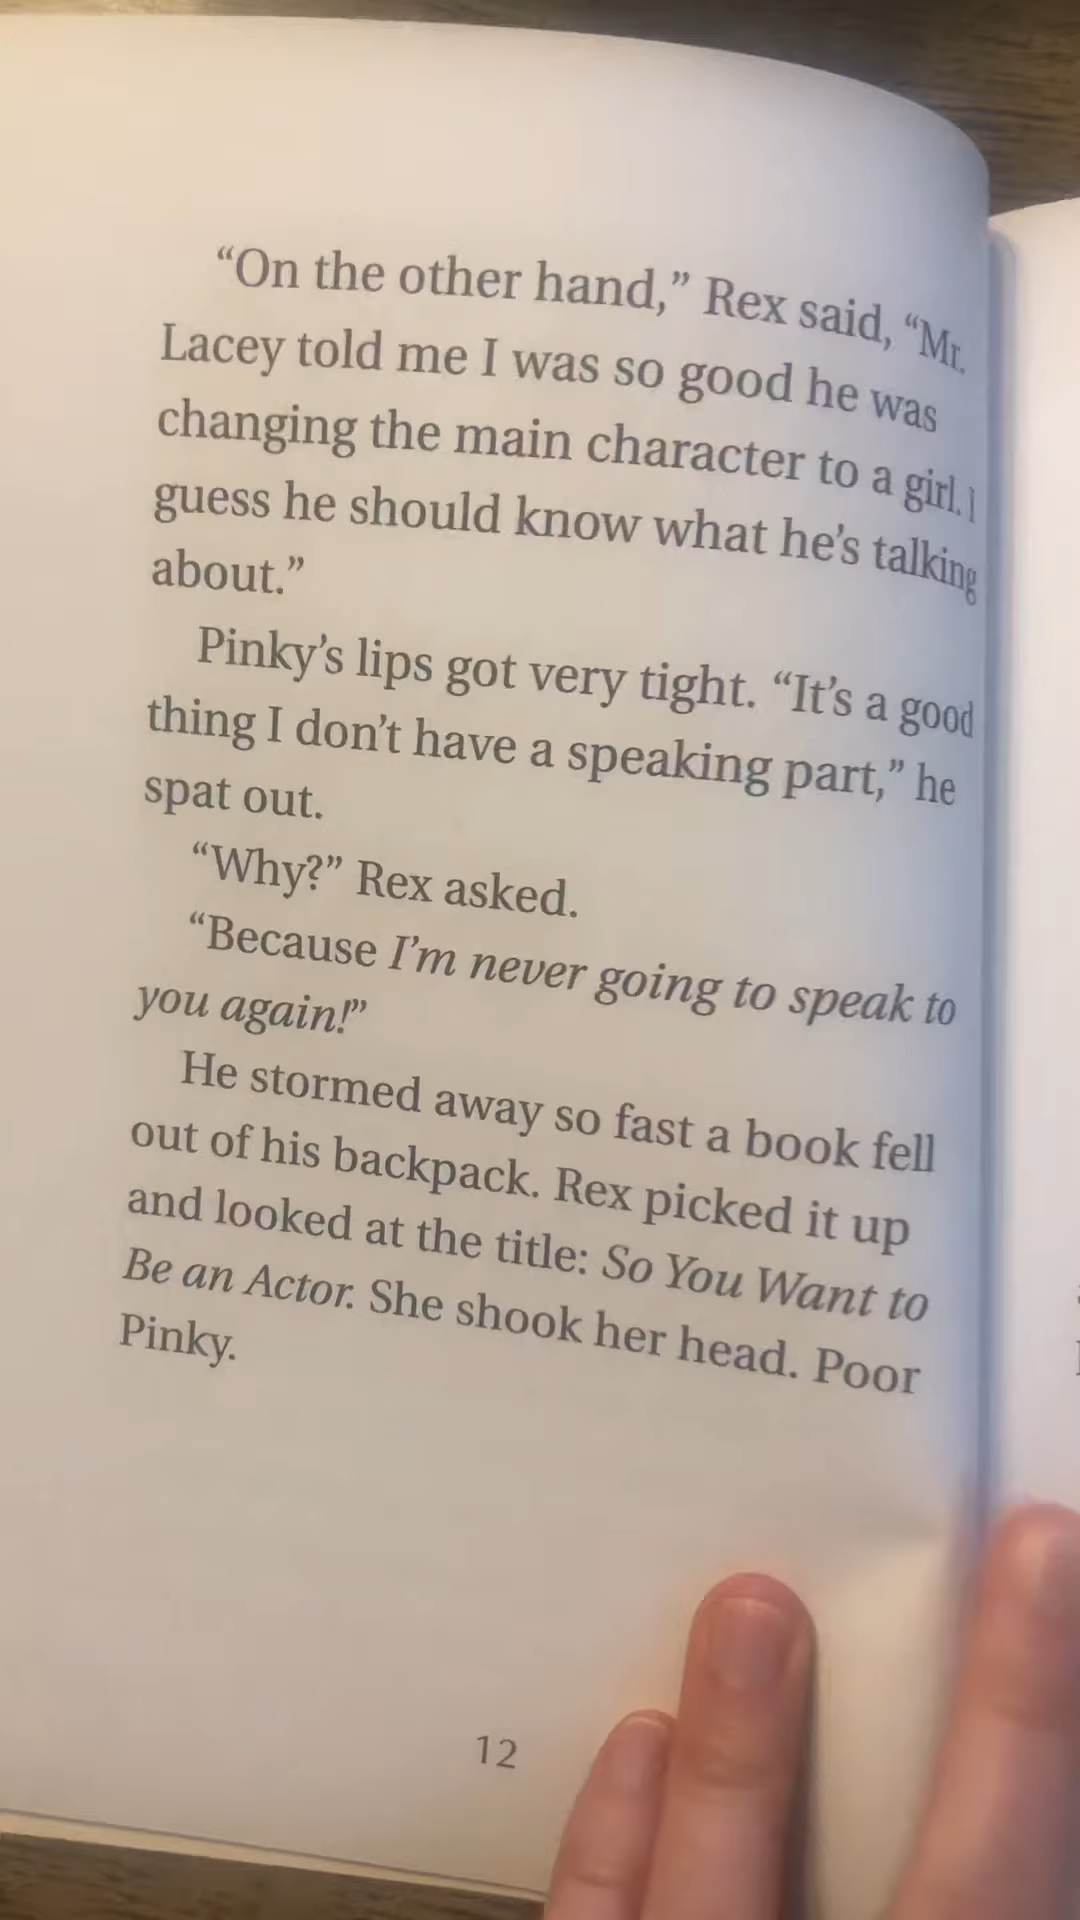 “On the other hand,” Rex said, “Mr.
Lacey told me I was so good he was
changing the main character to a girl. I
guess he should know what he’s talking
about.”
Pinky’s lips got very tight. “It’s a good
thing I don’t have a speaking part,” he
spat out.
“Why?” Rex asked.
“Because I’m never going to speak to
you again!”
He stormed away so fast a book fell
out of his backpack. Rex picked it up
and looked at the title: So You Want to
Be an Actor. She shook her head. Poor
Pinky.
12